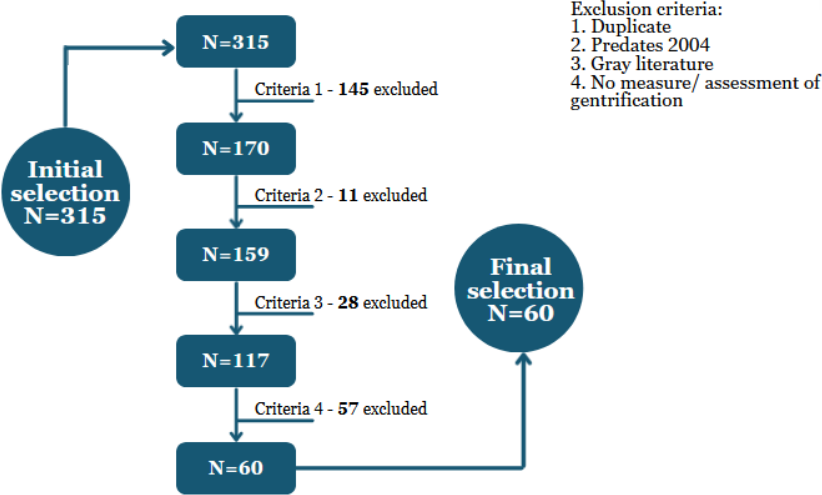 Exclusion criteria:
1. Duplicate
2. Predates 2004
3. Gray literature
4. No measure/ assessment of
gentrification
Initial
selection
N=315
N=315
Criteria 1 - 145 excluded
N=170
Criteria 2 - 11 excluded
N=159
Criteria 3 - 28 excluded
N=117
Criteria 4 - 57 excluded
N=60
Final
selection
N=60